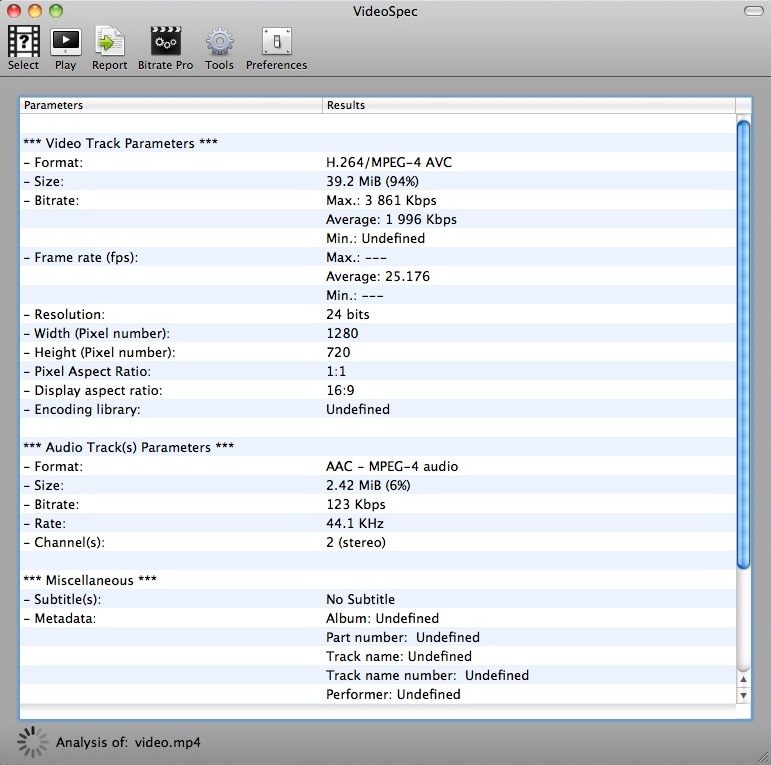 VideoSpec
Select Play Report Bitrate Pro Tools Preferences
Parameters Results
*** Video Track Parameters ***
– Format: H.264/MPEG-4 AVC
– Size: 39.2 MiB (94%)
– Bitrate: Max.: 3 861 Kbps
Average: 1 996 Kbps
Min.: Undefined
– Frame rate (fps): Max.: ---
Average: 25.176
Min.: ---
– Resolution: 24 bits
– Width (Pixel number): 1280
– Height (Pixel number): 720
– Pixel Aspect Ratio: 1:1
– Display aspect ratio: 16:9
– Encoding library: Undefined
*** Audio Track(s) Parameters ***
– Format: AAC – MPEG-4 audio
– Size: 2.42 MiB (6%)
– Bitrate: 123 Kbps
– Rate: 44.1 KHz
– Channel(s): 2 (stereo)
*** Miscellaneous ***
– Subtitle(s): No Subtitle
– Metadata: Album: Undefined
Part number: Undefined
Track name: Undefined
Track name number: Undefined
Performer: Undefined
Analysis of: video.mp4